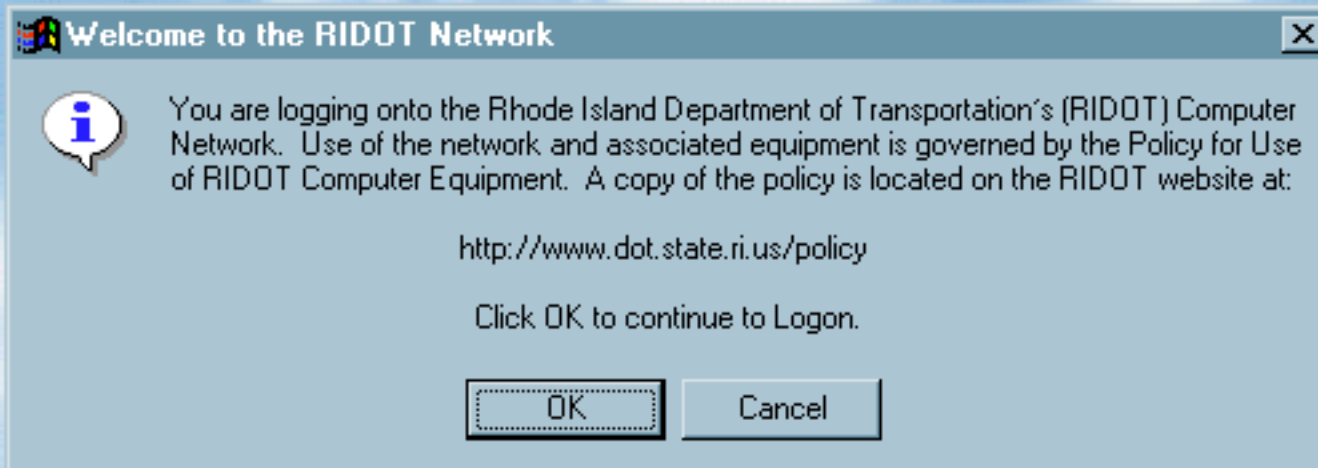 Welcome to the RIDOT Network
You are logging onto the Rhode Island Department of Transportation´s (RIDOT) Computer
Network.  Use of the network and associated equipment is governed by the Policy for Use
of RIDOT Computer Equipment.  A copy of the policy is located on the RIDOT website at:
http://www.dot.state.ri.us/policy
Click OK to continue to Logon.
OK
Cancel